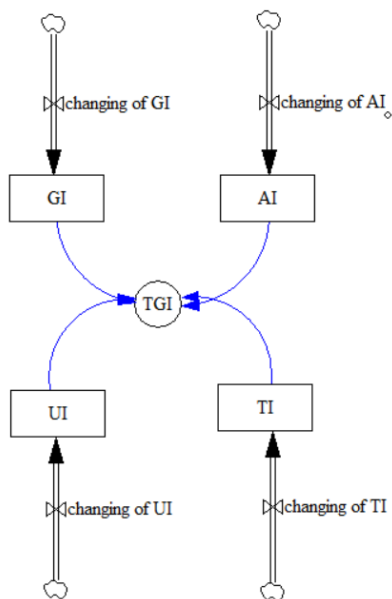 changing of GI
changing of AI
GI
AI
TGI
UI
TI
changing of UI
changing of TI